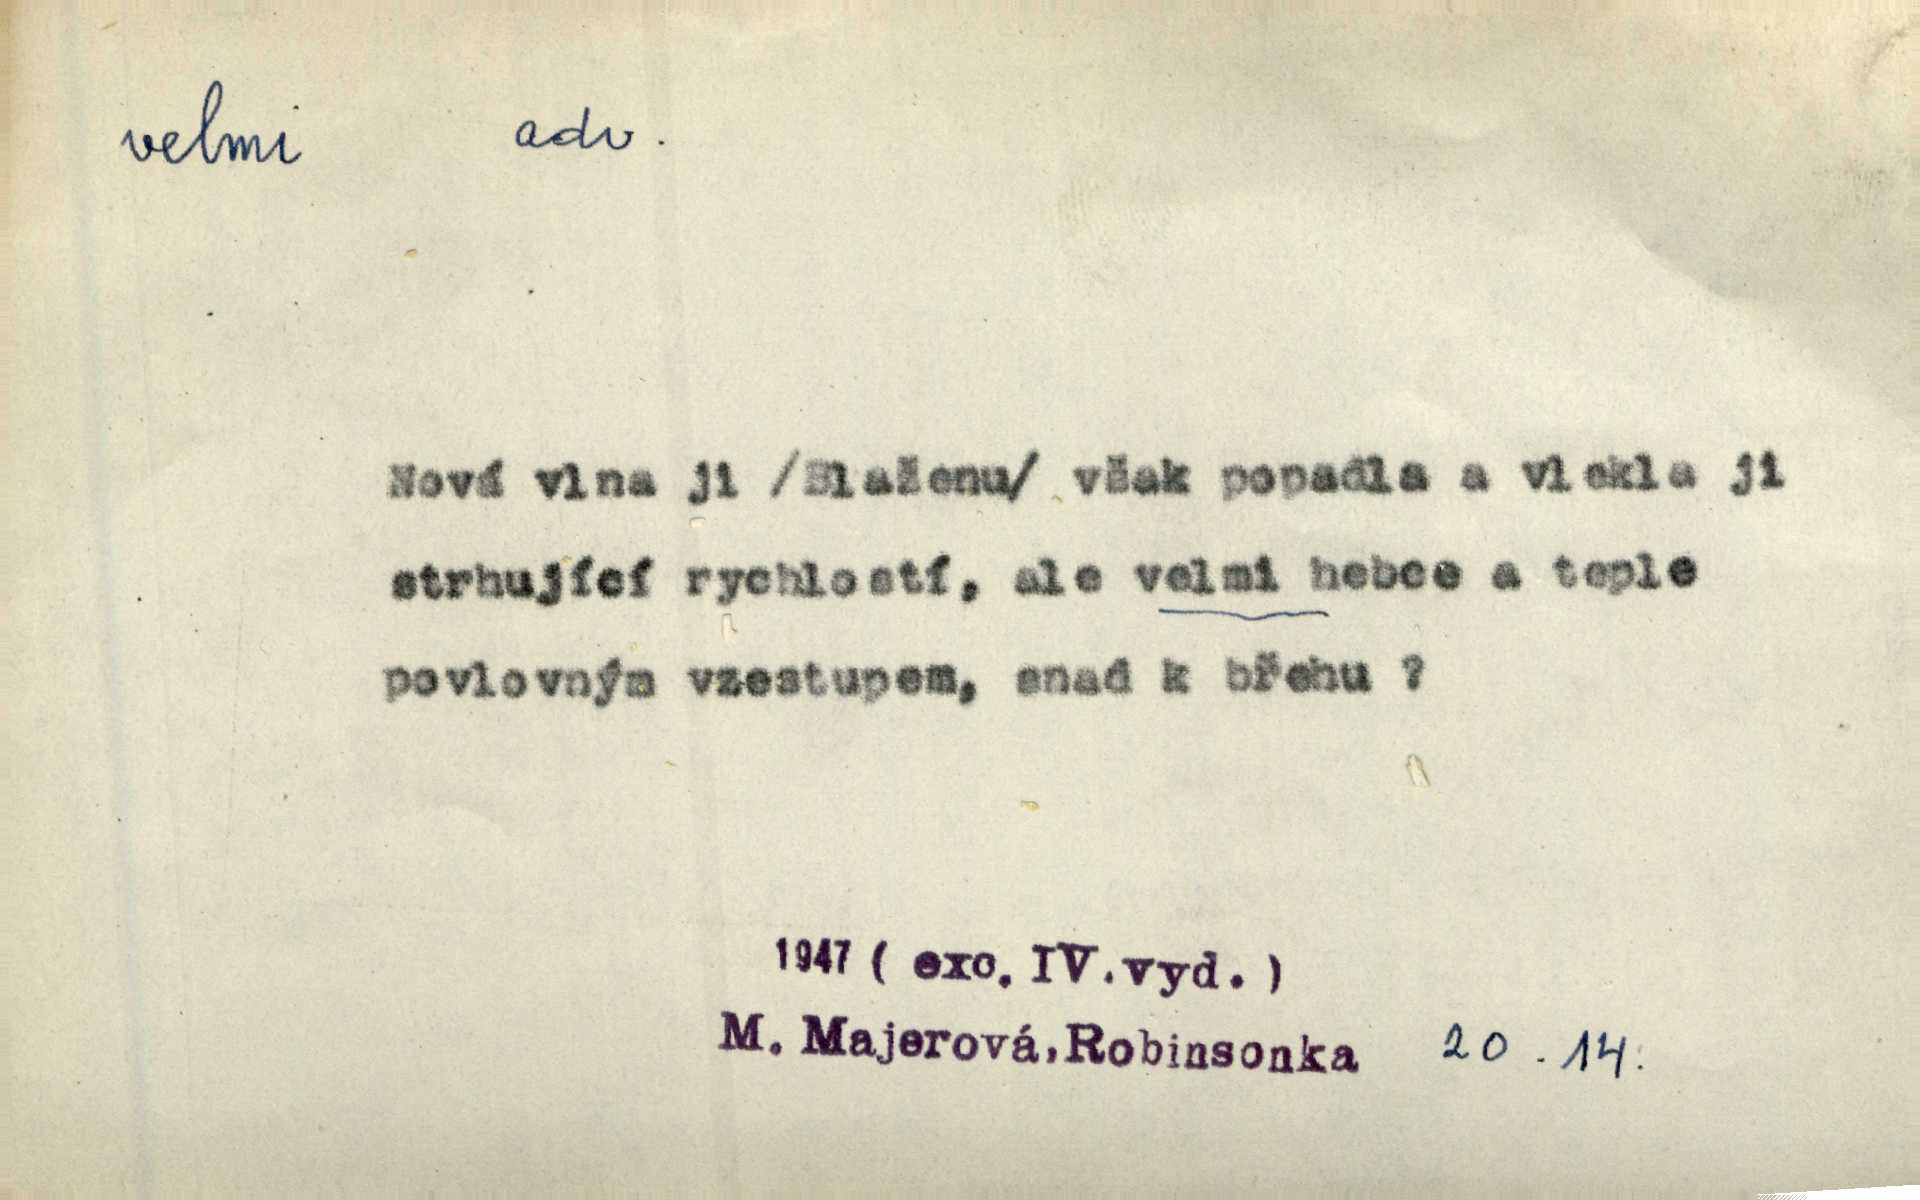 velmi adv.
Nová vlna ji /Blaženu/ však popadla a vlekla ji
strhující rychlostí, ale velmi hebce a teple
povlovným vzestupem, snad k břehu ?
1947 ( exc. IV. vyd. )
M. Majerová, Robinsonka 20 . 14.